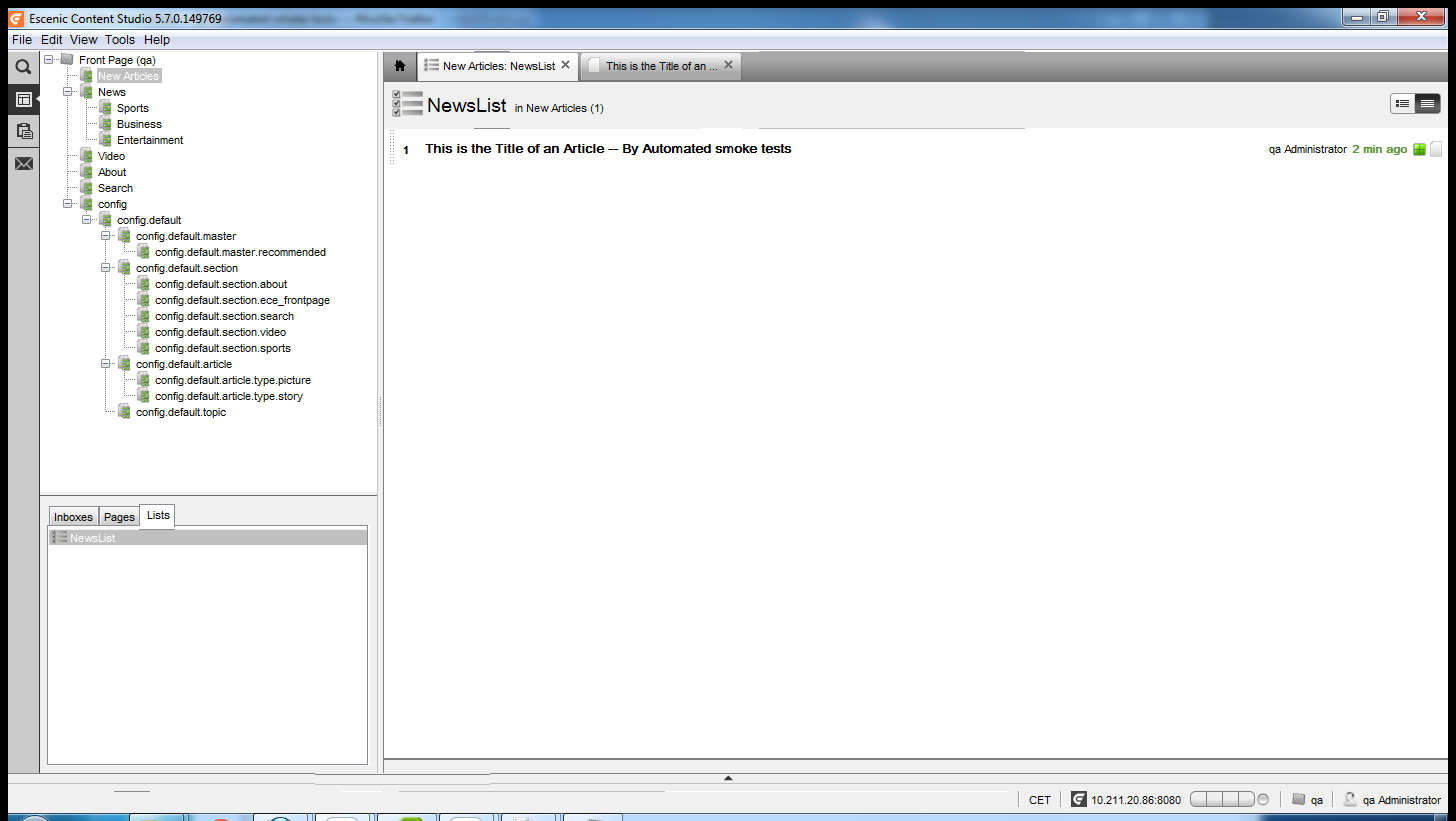 Escenic Content Studio 5.7.0.149769
File Edit View Tools Help
Front Page (qa)
New Articles
News
Sports
Business
Entertainment
Video
About
Search
config
config.default
config.default.master
config.default.master.recommended
config.default.section
config.default.section.about
config.default.section.ece_frontpage
config.default.section.search
config.default.section.video
config.default.section.sports
config.default.article
config.default.article.type.picture
config.default.article.type.story
config.default.topic
Inboxes Pages Lists
NewsList
New Articles: NewsList This is the Title of an ...
NewsList in New Articles (1)
1 This is the Title of an Article -- By Automated smoke tests qa Administrator 2 min ago
CET 10.211.20.86:8080 qa qa Administrator